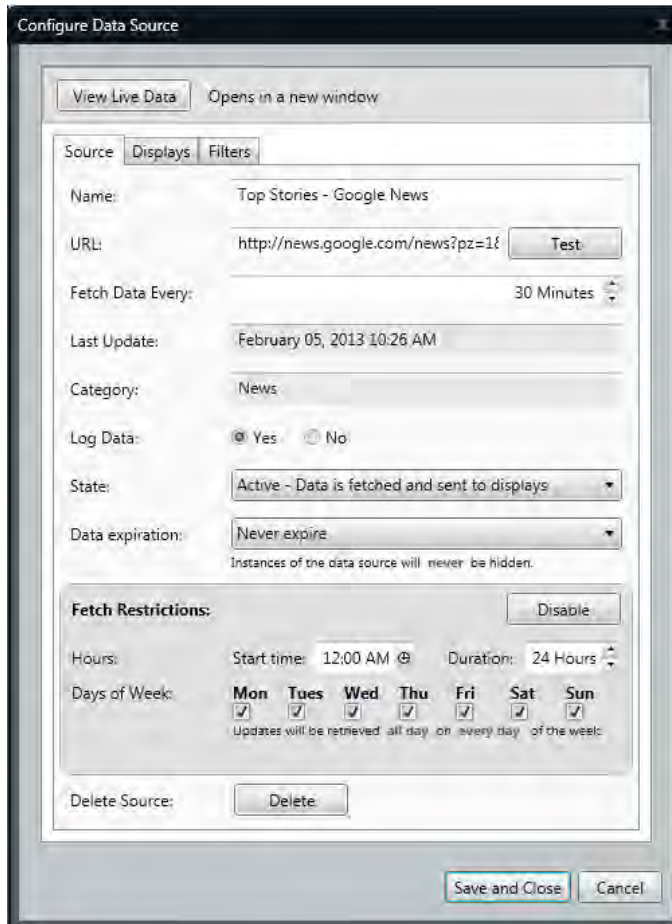 Configure Data Source
View Live Data Opens in a new window
Source Displays Filters
Name: Top Stories - Google News
URL: http://news.google.com/news?pz=18 Test
Fetch Data Every: 30 Minutes
Last Update: February 05, 2013 10:26 AM
Category: News
Log Data: Yes No
State: Active - Data is fetched and sent to displays
Data expiration: Never expire
Instances of the data source will never be hidden.
Fetch Restrictions: Disable
Hours: Start time: 12:00 AM Duration: 24 Hours
Days of Week: Mon Tues Wed Thu Fri Sat Sun
Updates will be retrieved all day on every day of the week.
Delete Source: Delete
Save and Close Cancel